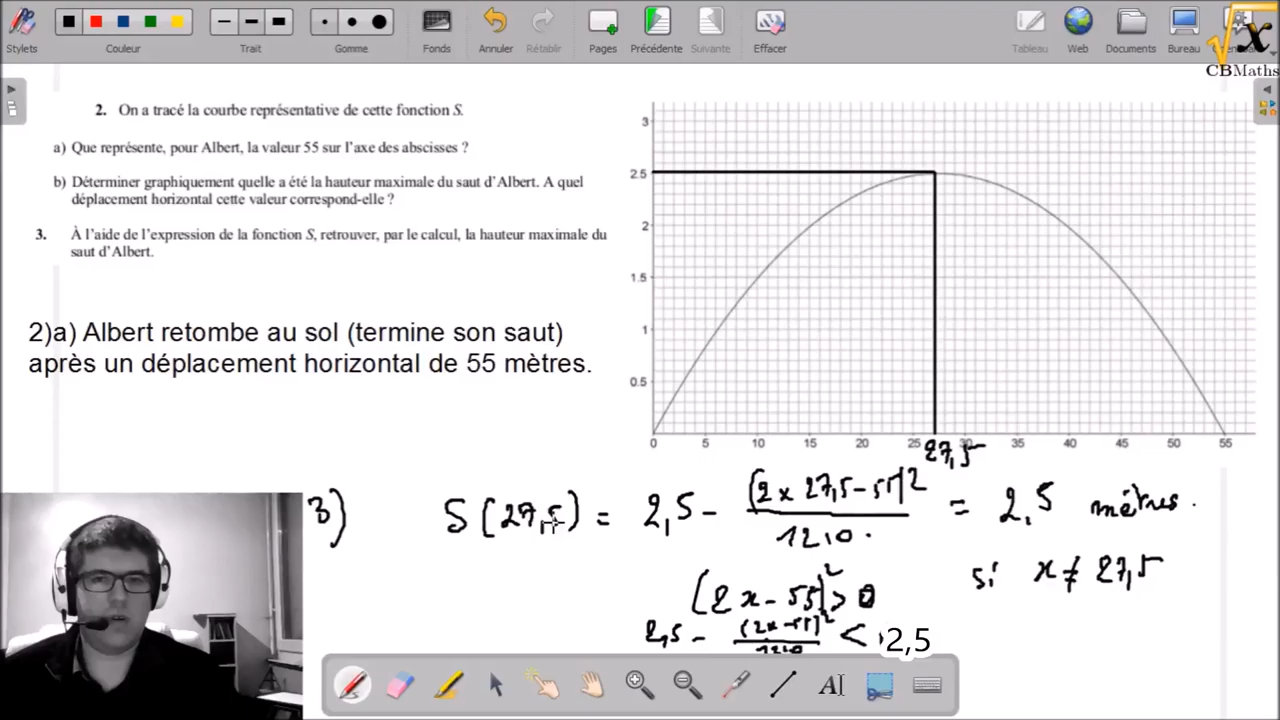 Stylets Couleur Trait Gomme Fonds Annuler Rétablir Pages Précédente Suivante Effacer Tableau Web Documents Bureau
CBMaths
2. On a tracé la courbe représentative de cette fonction S.
a) Que représente, pour Albert, la valeur 55 sur l'axe des abscisses ?
b) Déterminer graphiquement quelle a été la hauteur maximale du saut d'Albert. A quel
déplacement horizontal cette valeur correspond-elle ?
3. À l'aide de l'expression de la fonction S, retrouver, par le calcul, la hauteur maximale du
saut d'Albert.
2)a) Albert retombe au sol (termine son saut)
après un déplacement horizontal de 55 mètres.
3
2.5
2
1.5
1
0.5
0 5 10 15 20 25 30 35 40 45 50 55
27,5
3) S(27,5) = 2,5 - (2 x 27,5 - 55)² / 1210 = 2,5 mètres.
(2x - 55)² > 0 si x ≠ 27,5
2,5 - (2x - 55)² / 1210 < 2,5